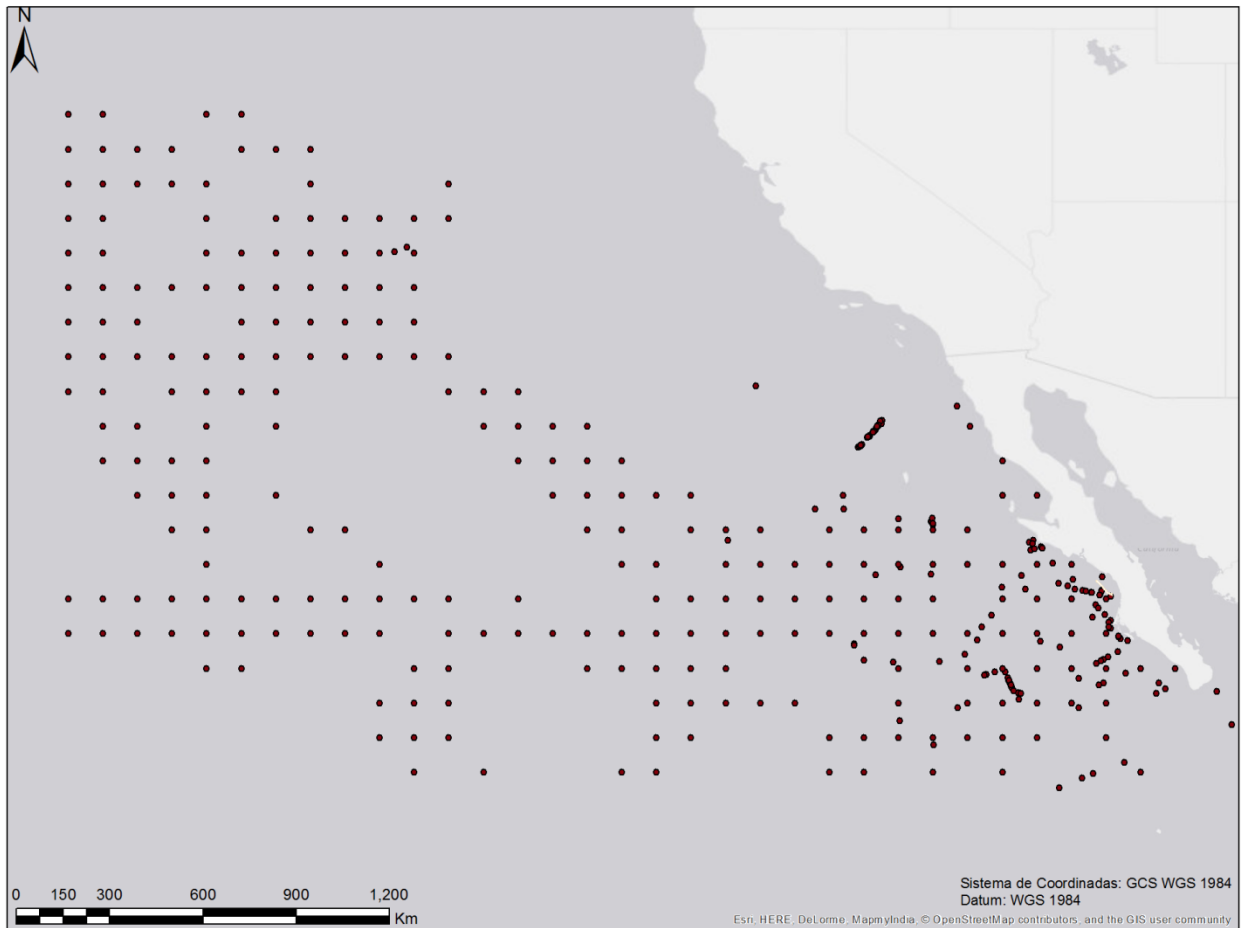 N
0 150 300 600 900 1,200
Km
Sistema de Coordinadas: GCS WGS 1984
Datum: WGS 1984
Esri, HERE, DeLorme, MapmyIndia, © OpenStreetMap contributors, and the GIS user community